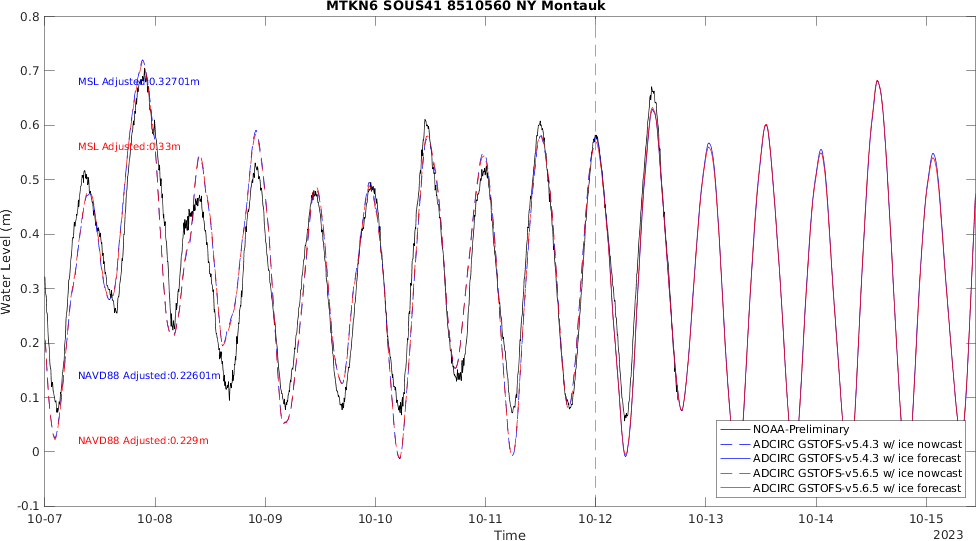 MTKN6 SOUS41 8510560 NY Montauk
0.8
0.7
0.6
0.5
0.4
0.3
0.2
0.1
0
-0.1
Water Level (m)
MSL Adjusted:0.32701m
MSL Adjusted:0.33m
NAVD88 Adjusted:0.22601m
NAVD88 Adjusted:0.229m
NOAA-Preliminary
ADCIRC GSTOFS-v5.4.3 w/ ice nowcast
ADCIRC GSTOFS-v5.4.3 w/ ice forecast
ADCIRC GSTOFS-v5.6.5 w/ ice nowcast
ADCIRC GSTOFS-v5.6.5 w/ ice forecast
10-07 10-08 10-09 10-10 10-11 10-12 10-13 10-14 10-15
Time
2023